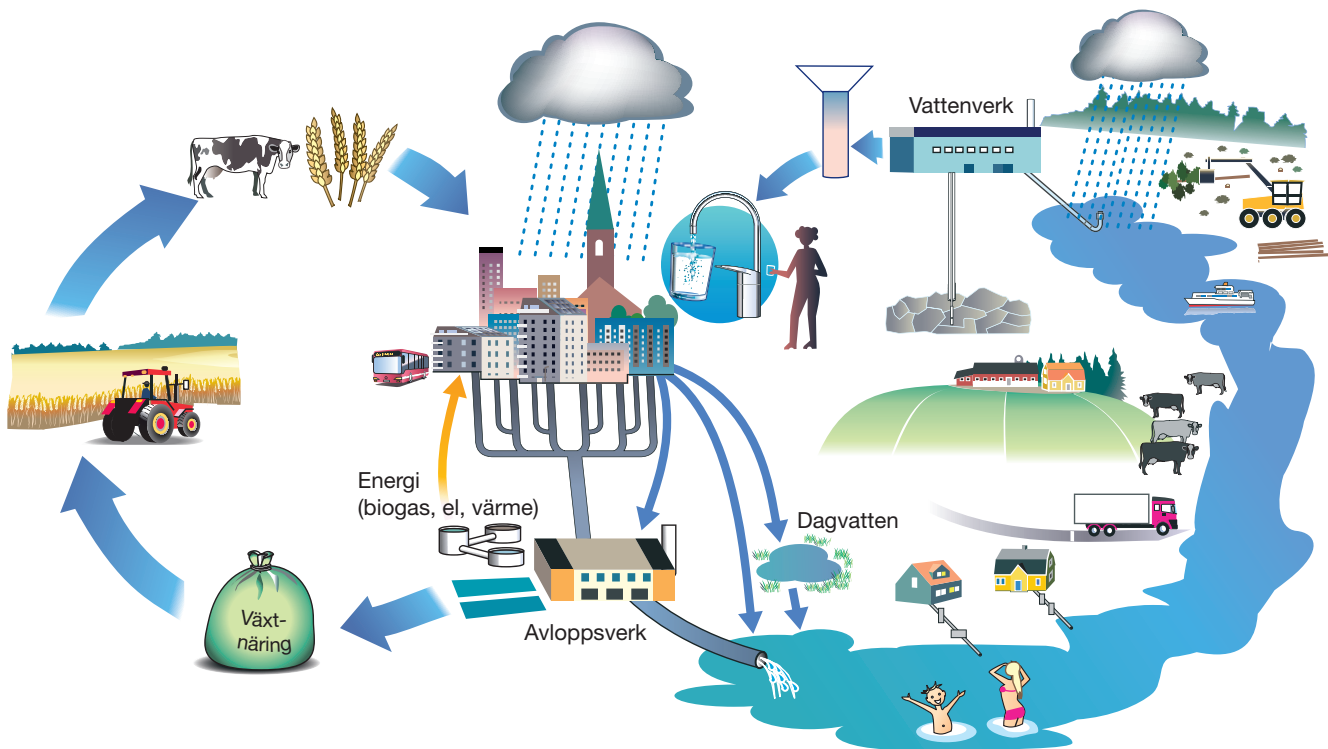 Vattenverk
Energi
(biogas, el, värme)
Dagvatten
Växt-
näring
Avloppsverk